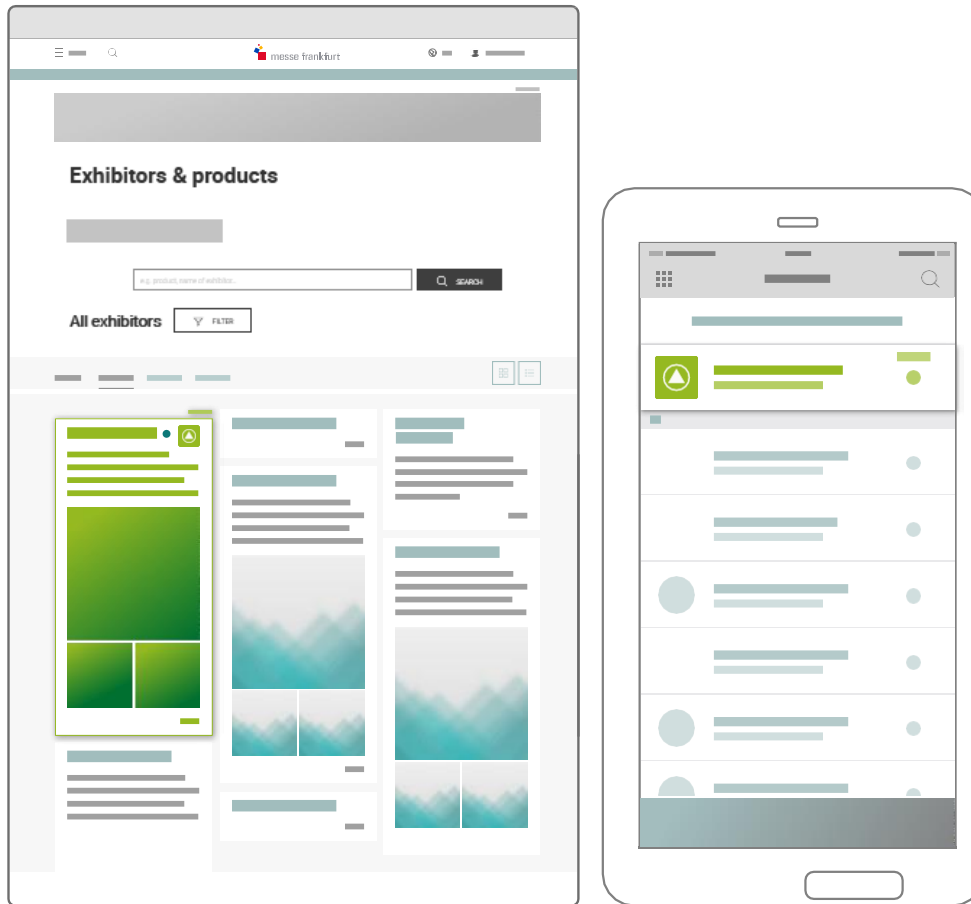 messe frankfurt
Exhibitors & products
e.g. product, name of exhibitor...
SEARCH
All exhibitors
FILTER